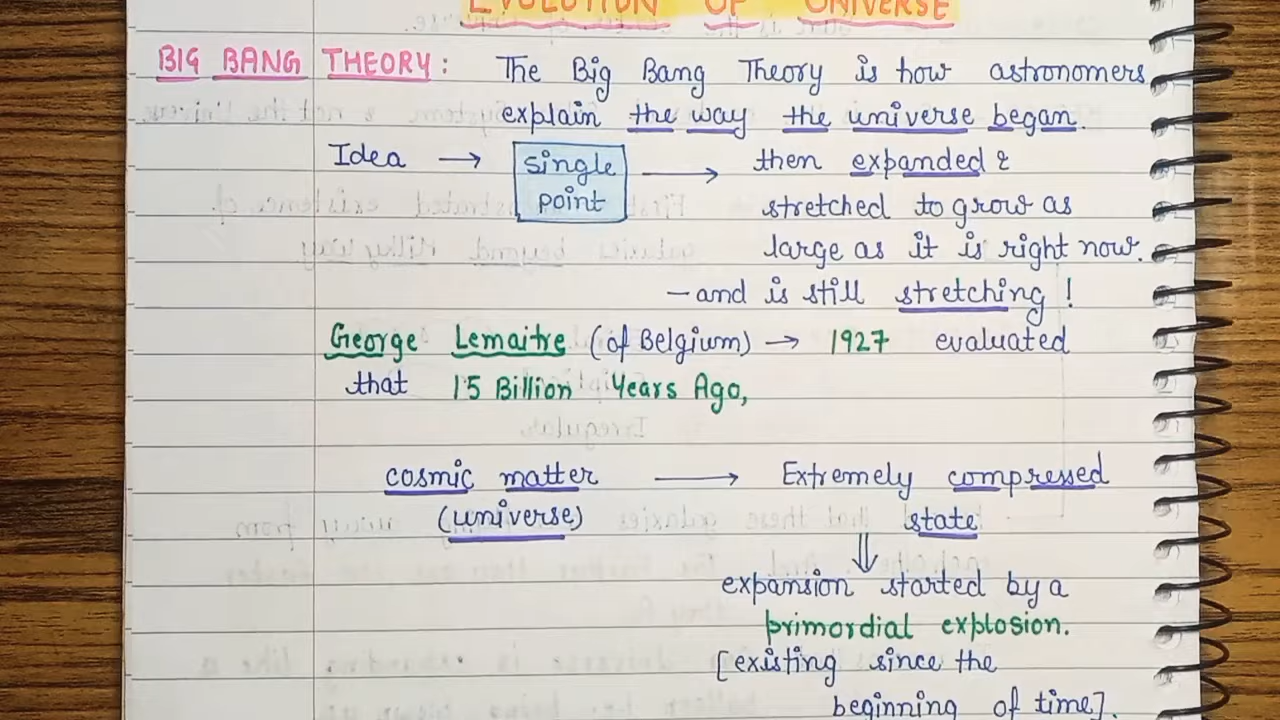 EVOLUTION OF UNIVERSE
BIG BANG THEORY: The Big Bang Theory is how astronomers
explain the way the universe began.
Idea → single point → then expanded &
stretched to grow as
large as it is right now.
- and is still stretching!
George Lemaitre (of Belgium) → 1927 evaluated
that 15 Billion Years Ago,
cosmic matter → Extremely compressed
(universe) state
⇓
expansion started by a
primordial explosion.
[existing since the
beginning of time].